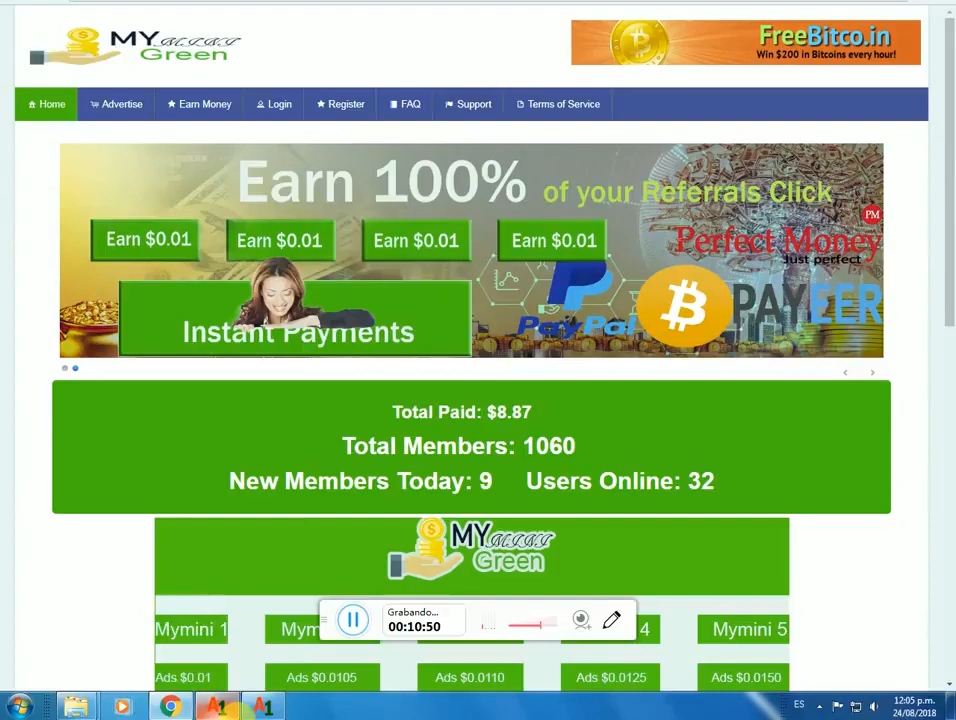 MY MINI
Green
FreeBitco.in
Win $200 in Bitcoins every hour!
Home Advertise Earn Money Login Register FAQ Support Terms of Service
Earn 100% of your Referrals Click
PM
Earn $0.01 Earn $0.01 Earn $0.01 Earn $0.01
Perfect Money
Just perfect
Instant Payments
PayPal
PAYEER
Total Paid: $8.87
Total Members: 1060
New Members Today: 9 Users Online: 32
MY MINI
Green
Grabando...
00:10:50
Mymini 1 Mym 4 Mymini 5
Ads $0.01 Ads $0.0105 Ads $0.0110 Ads $0.0125 Ads $0.0150
ES 12:05 p.m.
24/08/2018